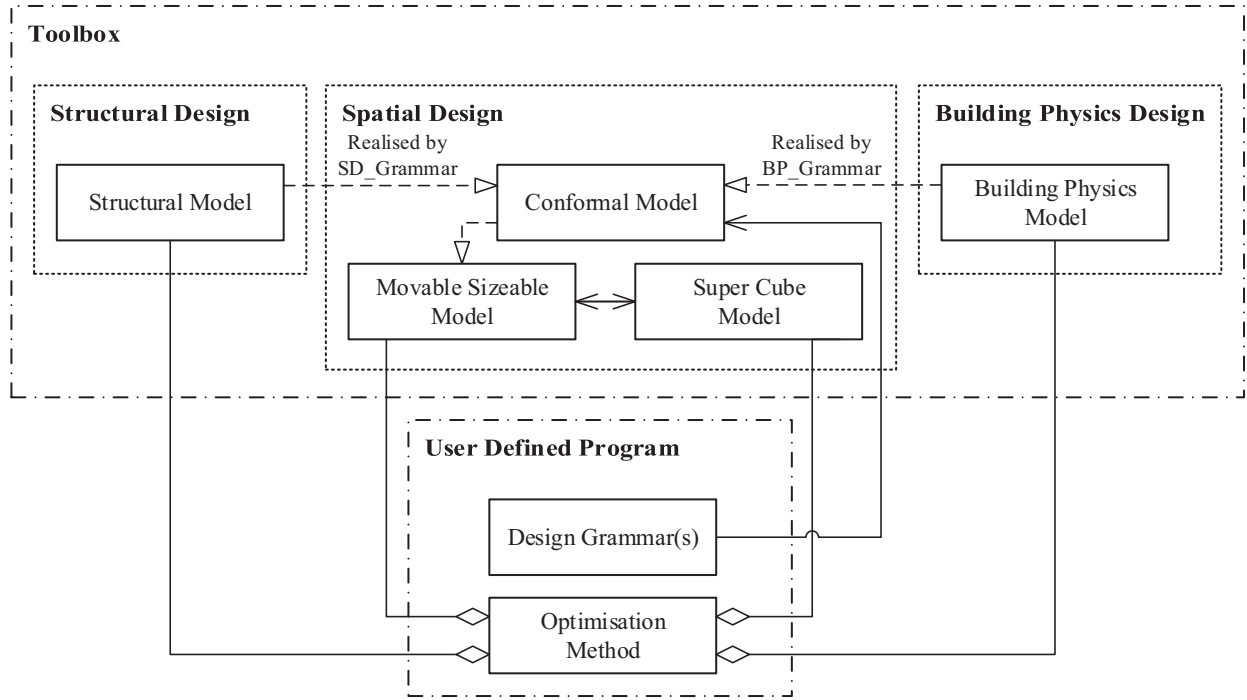 Toolbox
Structural Design
Spatial Design
Building Physics Design
Realised by
SD_Grammar
Realised by
BP_Grammar
Structural Model
Conformal Model
Building Physics
Model
Movable Sizeable
Model
Super Cube
Model
User Defined Program
Design Grammar(s)
Optimisation
Method